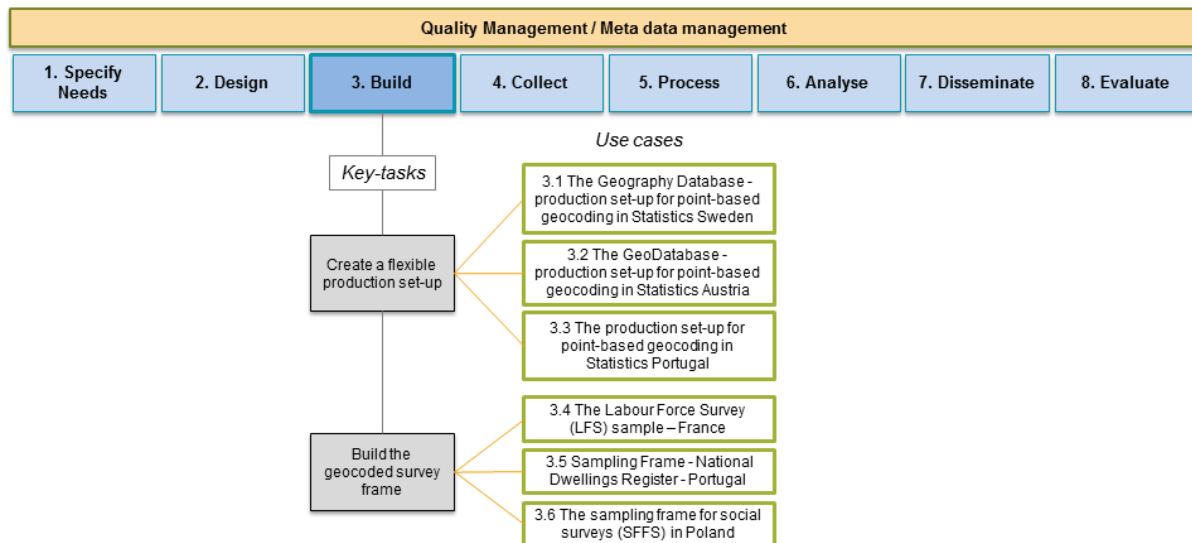 Quality Management / Meta data management
1. Specify
Needs
2. Design
3. Build
4. Collect
5. Process
6. Analyse
7. Disseminate
8. Evaluate
Use cases
Key-tasks
3.1 The Geography Database -
production set-up for point-based
geocoding in Statistics Sweden
Create a flexible
production set-up
3.2 The GeoDatabase -
production set-up for point-based
geocoding in Statistics Austria
3.3 The production set-up for
point-based geocoding in
Statistics Portugal
3.4 The Labour Force Survey
(LFS) sample – France
Build the
geocoded survey
frame
3.5 Sampling Frame - National
Dwellings Register - Portugal
3.6 The sampling frame for social
surveys (SFFS) in Poland